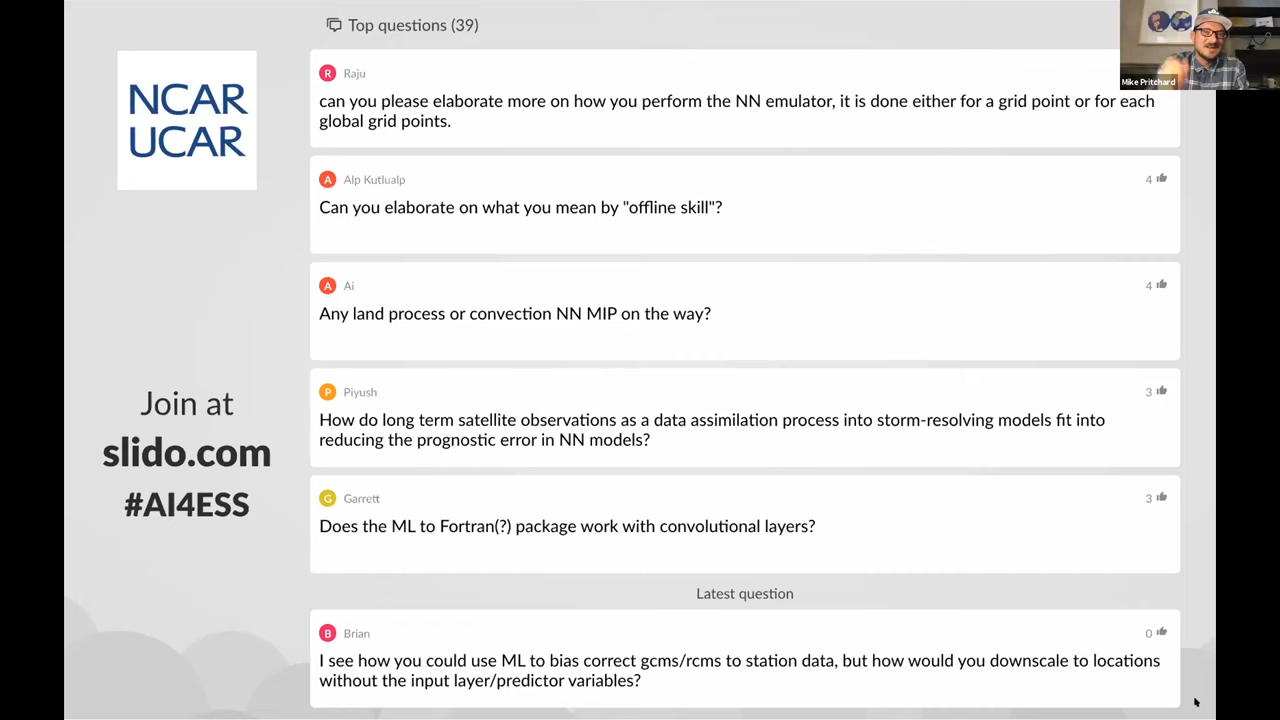 Top questions (39)
Mike Pritchard
NCAR
UCAR
R Raju
can you please elaborate more on how you perform the NN emulator, it is done either for a grid point or for each
global grid points.
A Alp Kutlualp 4
Can you elaborate on what you mean by "offline skill"?
A Ai 4
Any land process or convection NN MIP on the way?
P Piyush 3
How do long term satellite observations as a data assimilation process into storm-resolving models fit into
reducing the prognostic error in NN models?
G Garrett 3
Does the ML to Fortran(?) package work with convolutional layers?
Join at
slido.com
#AI4ESS
Latest question
B Brian 0
I see how you could use ML to bias correct gcms/rcms to station data, but how would you downscale to locations
without the input layer/predictor variables?